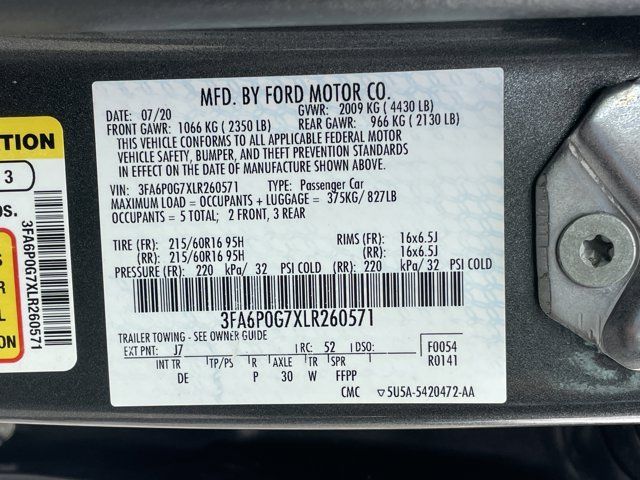 MFD. BY FORD MOTOR CO.
DATE: 07/20 GVWR: 2009 KG ( 4430 LB)
FRONT GAWR: 1066 KG ( 2350 LB) REAR GAWR: 966 KG ( 2130 LB)
THIS VEHICLE CONFORMS TO ALL APPLICABLE FEDERAL MOTOR
VEHICLE SAFETY, BUMPER, AND THEFT PREVENTION STANDARDS
IN EFFECT ON THE DATE OF MANUFACTURE SHOWN ABOVE.
VIN: 3FA6P0G7XLR260571 TYPE: Passenger Car
MAXIMUM LOAD = OCCUPANTS + LUGGAGE = 375KG/ 827LB
OCCUPANTS = 5 TOTAL; 2 FRONT, 3 REAR
TIRE (FR): 215/60R16 95H RIMS (FR): 16x6.5J
(RR): 215/60R16 95H (RR): 16x6.5J
PRESSURE (FR): 220 kPa/ 32 PSI COLD (RR): 220 kPa/ 32 PSI COLD
3FA6P0G7XLR260571
TRAILER TOWING - SEE OWNER GUIDE
EXT PNT: J7 RC: 52 DSO: F0054
INT TR TP/PS R AXLE TR SPR R0141
DE P 30 W FFPP
CMC ▽5U5A-5420472-AA
TION
3
OS.
3FA6P0G7XLR260571
S
R
ION